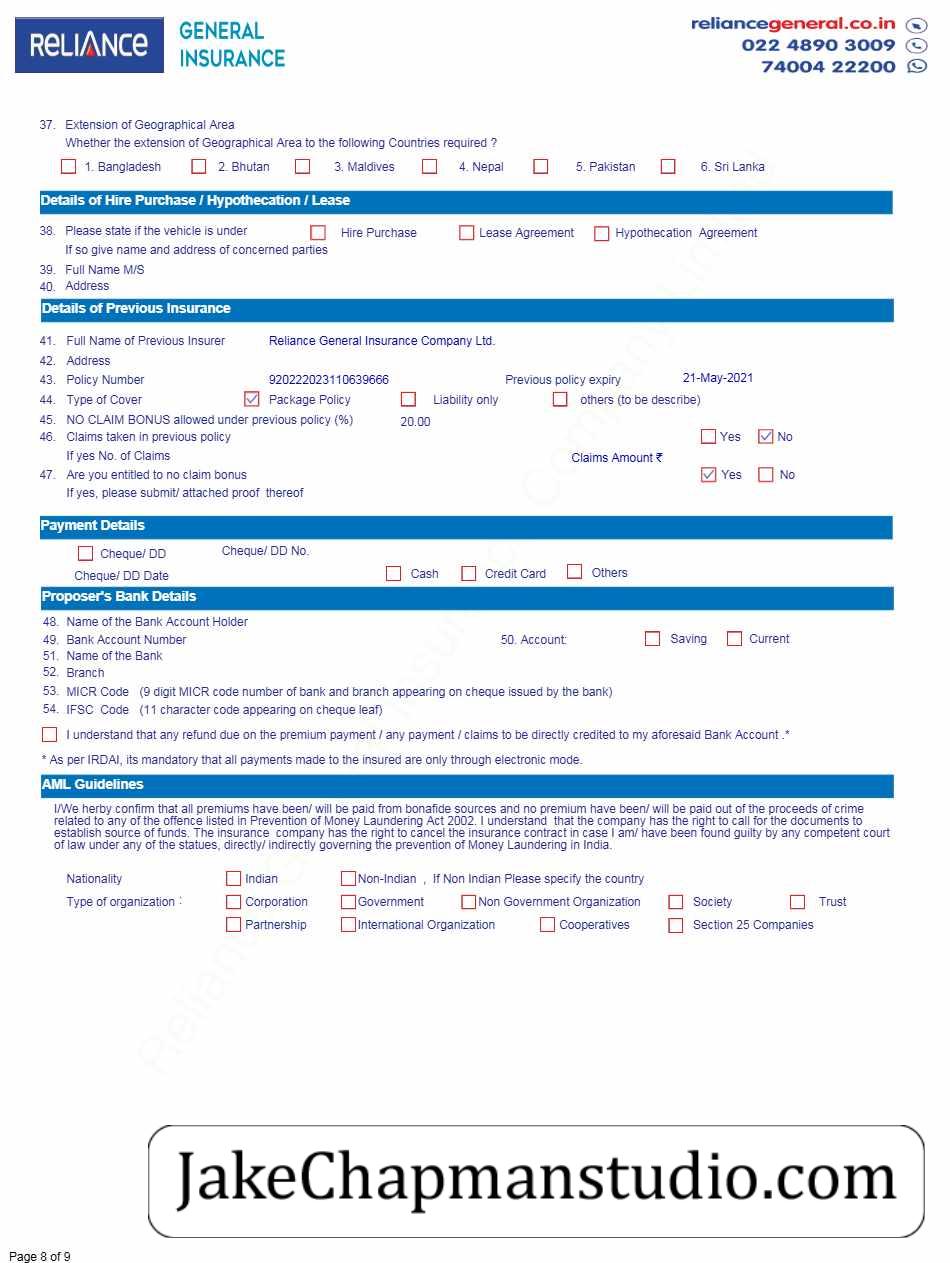 RELIANCE GENERAL INSURANCE
reliancegeneral.co.in
022 4890 3009
74004 22200
37. Extension of Geographical Area
Whether the extension of Geographical Area to the following Countries required ?
1. Bangladesh 2. Bhutan 3. Maldives 4. Nepal 5. Pakistan 6. Sri Lanka
Details of Hire Purchase / Hypothecation / Lease
38. Please state if the vehicle is under Hire Purchase Lease Agreement Hypothecation Agreement
If so give name and address of concerned parties
39. Full Name M/S
40. Address
Details of Previous Insurance
41. Full Name of Previous Insurer Reliance General Insurance Company Ltd.
42. Address
43. Policy Number 920222023110639666 Previous policy expiry 21-May-2021
44. Type of Cover Package Policy Liability only others (to be describe)
45. NO CLAIM BONUS allowed under previous policy (%) 20.00
46. Claims taken in previous policy Yes No
If yes No. of Claims Claims Amount ₹
47. Are you entitled to no claim bonus Yes No
If yes, please submit/ attached proof thereof
Payment Details
Cheque/ DD Cheque/ DD No.
Cheque/ DD Date Cash Credit Card Others
Proposer's Bank Details
48. Name of the Bank Account Holder
49. Bank Account Number 50. Account: Saving Current
51. Name of the Bank
52. Branch
53. MICR Code (9 digit MICR code number of bank and branch appearing on cheque issued by the bank)
54. IFSC Code (11 character code appearing on cheque leaf)
I understand that any refund due on the premium payment / any payment / claims to be directly credited to my aforesaid Bank Account .*
* As per IRDAI, its mandatory that all payments made to the insured are only through electronic mode.
AML Guidelines
I/We herby confirm that all premiums have been/ will be paid from bonafide sources and no premium have been/ will be paid out of the proceeds of crime
related to any of the offence listed in Prevention of Money Laundering Act 2002. I understand that the company has the right to call for the documents to
establish source of funds. The insurance company has the right to cancel the insurance contract in case I am/ have been found guilty by any competent court
of law under any of the statues, directly/ indirectly governing the prevention of Money Laundering in India.
Nationality Indian Non-Indian , If Non Indian Please specify the country
Type of organization : Corporation Government Non Government Organization Society Trust
Partnership International Organization Cooperatives Section 25 Companies
JakeChapmanstudio.com
Page 8 of 9